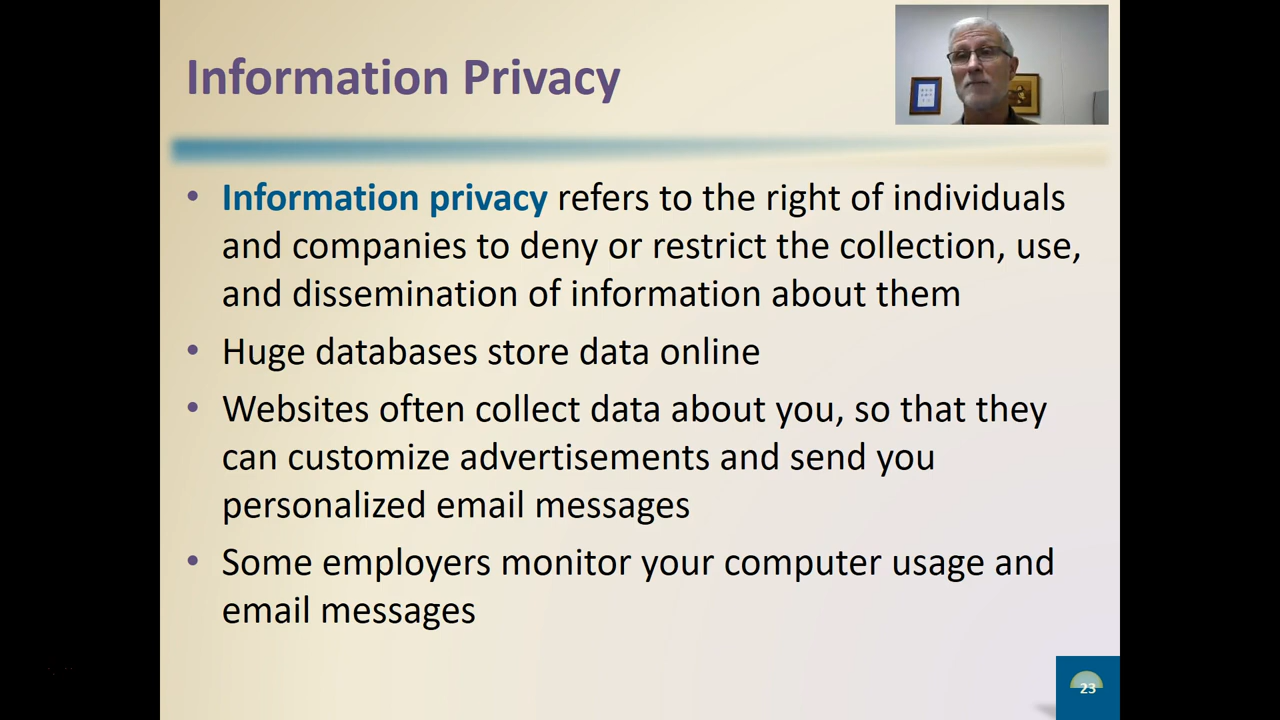 Information Privacy
• Information privacy refers to the right of individuals
and companies to deny or restrict the collection, use,
and dissemination of information about them
• Huge databases store data online
• Websites often collect data about you, so that they
can customize advertisements and send you
personalized email messages
• Some employers monitor your computer usage and
email messages
23